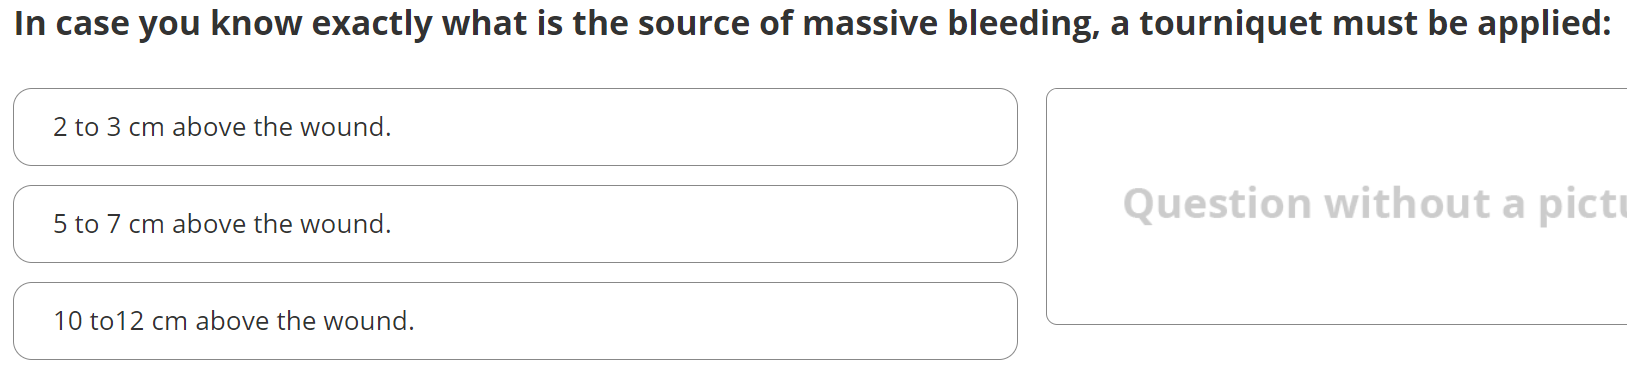 In case you know exactly what is the source of massive bleeding, a tourniquet must be applied:
2 to 3 cm above the wound.
5 to 7 cm above the wound.
10 to12 cm above the wound.
Question without a